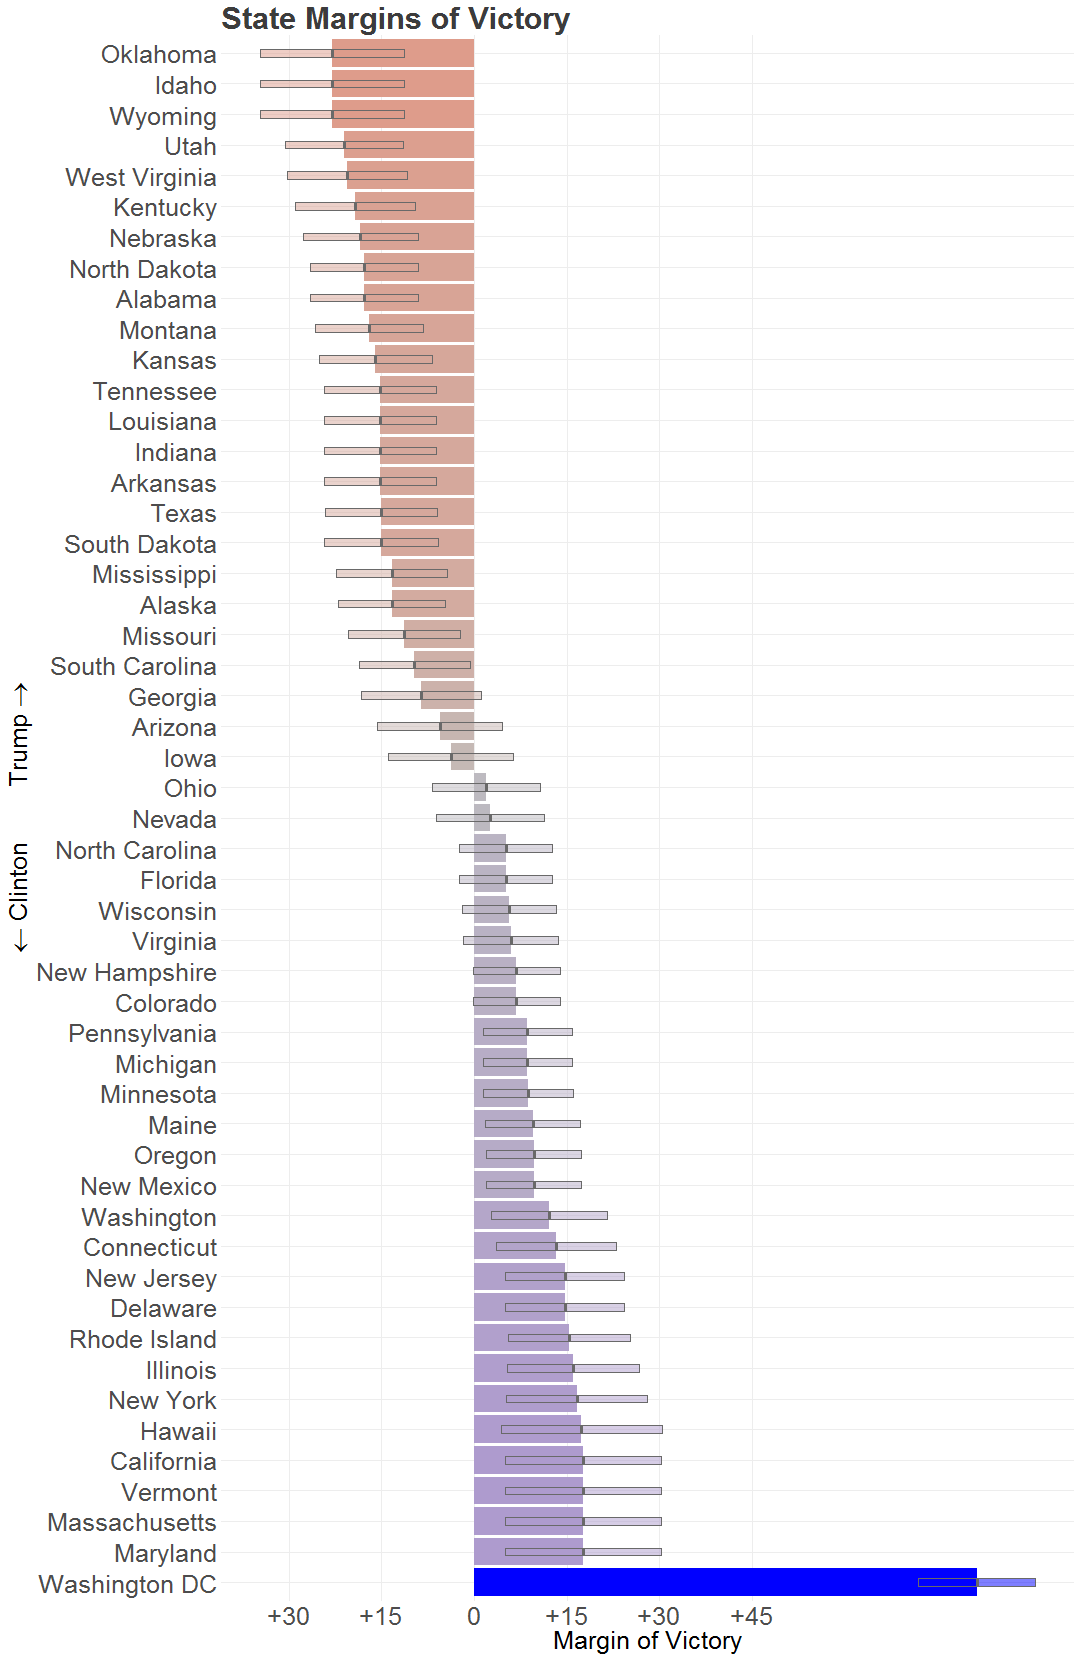 State Margins of Victory
Oklahoma
Idaho
Wyoming
Utah
West Virginia
Kentucky
Nebraska
North Dakota
Alabama
Montana
Kansas
Tennessee
Louisiana
Indiana
Arkansas
Texas
South Dakota
Mississippi
Alaska
Missouri
South Carolina
Georgia
Arizona
Iowa
Ohio
Nevada
North Carolina
Florida
Wisconsin
Virginia
New Hampshire
Colorado
Pennsylvania
Michigan
Minnesota
Maine
Oregon
New Mexico
Washington
Connecticut
New Jersey
Delaware
Rhode Island
Illinois
New York
Hawaii
California
Vermont
Massachusetts
Maryland
Washington DC
← Clinton Trump →
+30 +15 0 +15 +30 +45
Margin of Victory